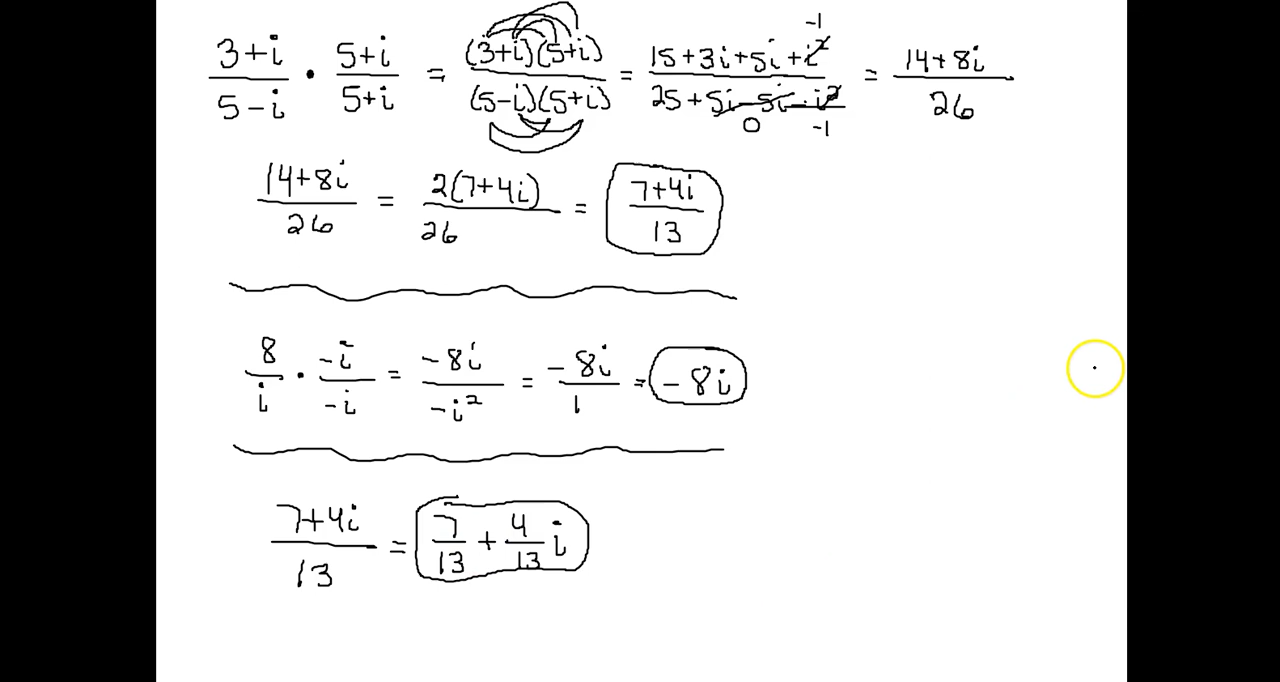 3+i/5-i · 5+i/5+i = (3+i)(5+i)/(5-i)(5+i) = 15+3i+5i+i²/25+5i-5i-i² = 14+8i/26
-1
0 -1
14+8i/26 = 2(7+4i)/26 = 7+4i/13
8/i · -i/-i = -8i/-i² = -8i/1 = -8i
7+4i/13 = 7/13 + 4/13 i